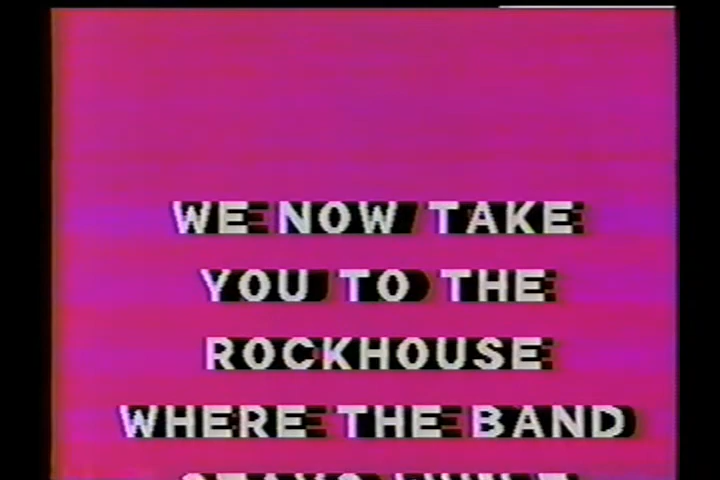 WE NOW TAKE
YOU TO THE
ROCKHOUSE
WHERE THE BAND